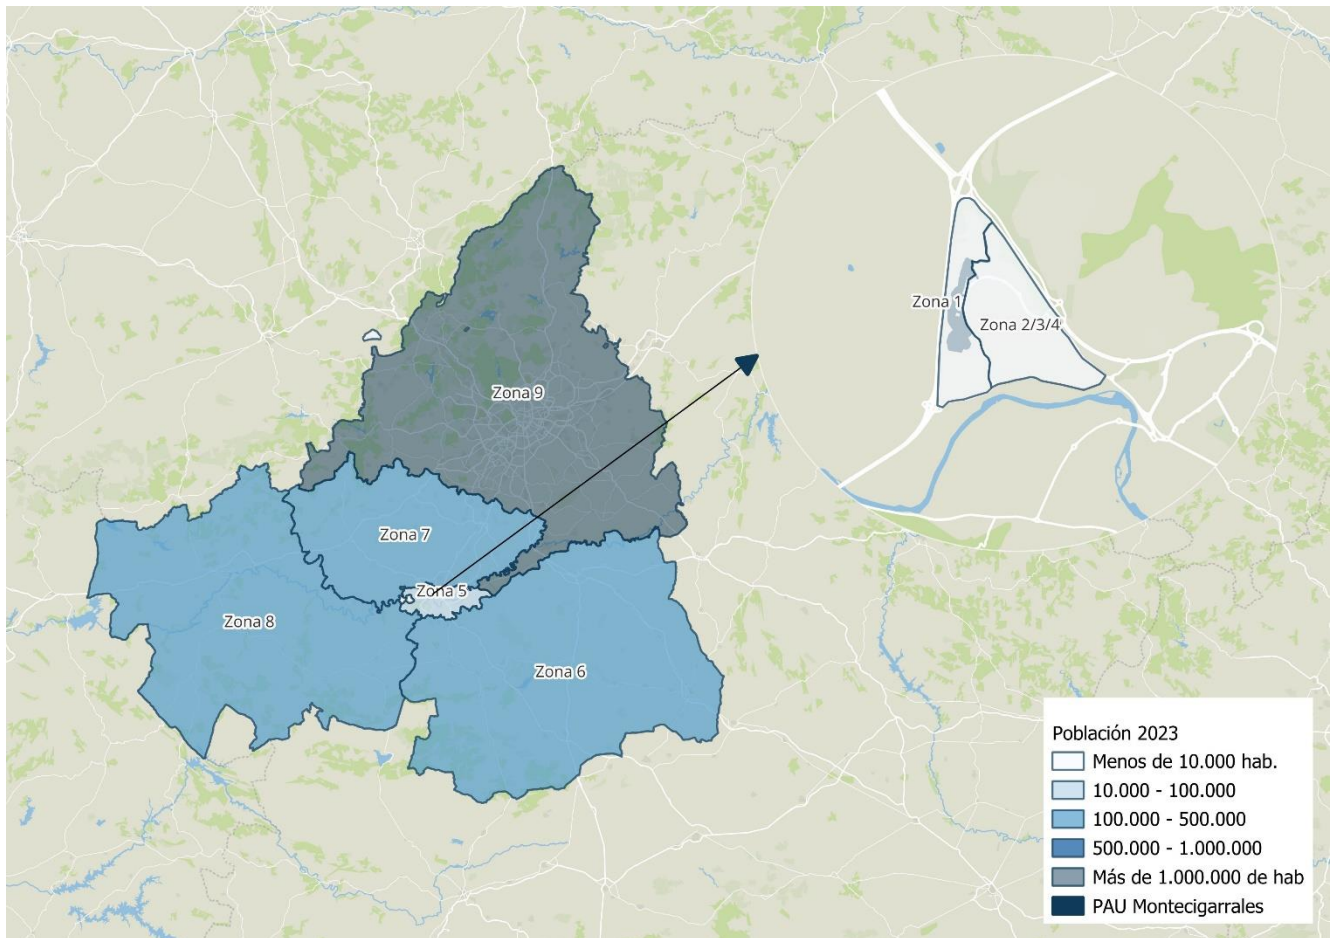 Zona 1
Zona 2/3/4
Zona 9
Zona 7
Zona 5
Zona 8
Zona 6
Población 2023
Menos de 10.000 hab.
10.000 - 100.000
100.000 - 500.000
500.000 - 1.000.000
Más de 1.000.000 de hab
PAU Montecigarrales